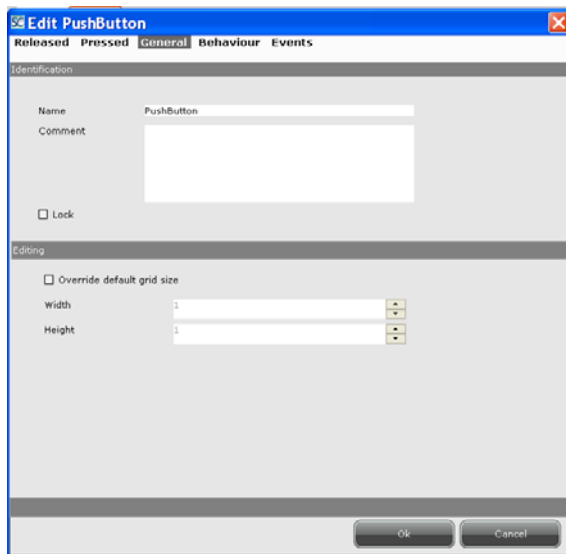 SC Edit PushButton
Released Pressed General Behaviour Events
Identification
Name PushButton
Comment
Lock
Editing
Override default grid size
Width 1
Height 1
Ok Cancel